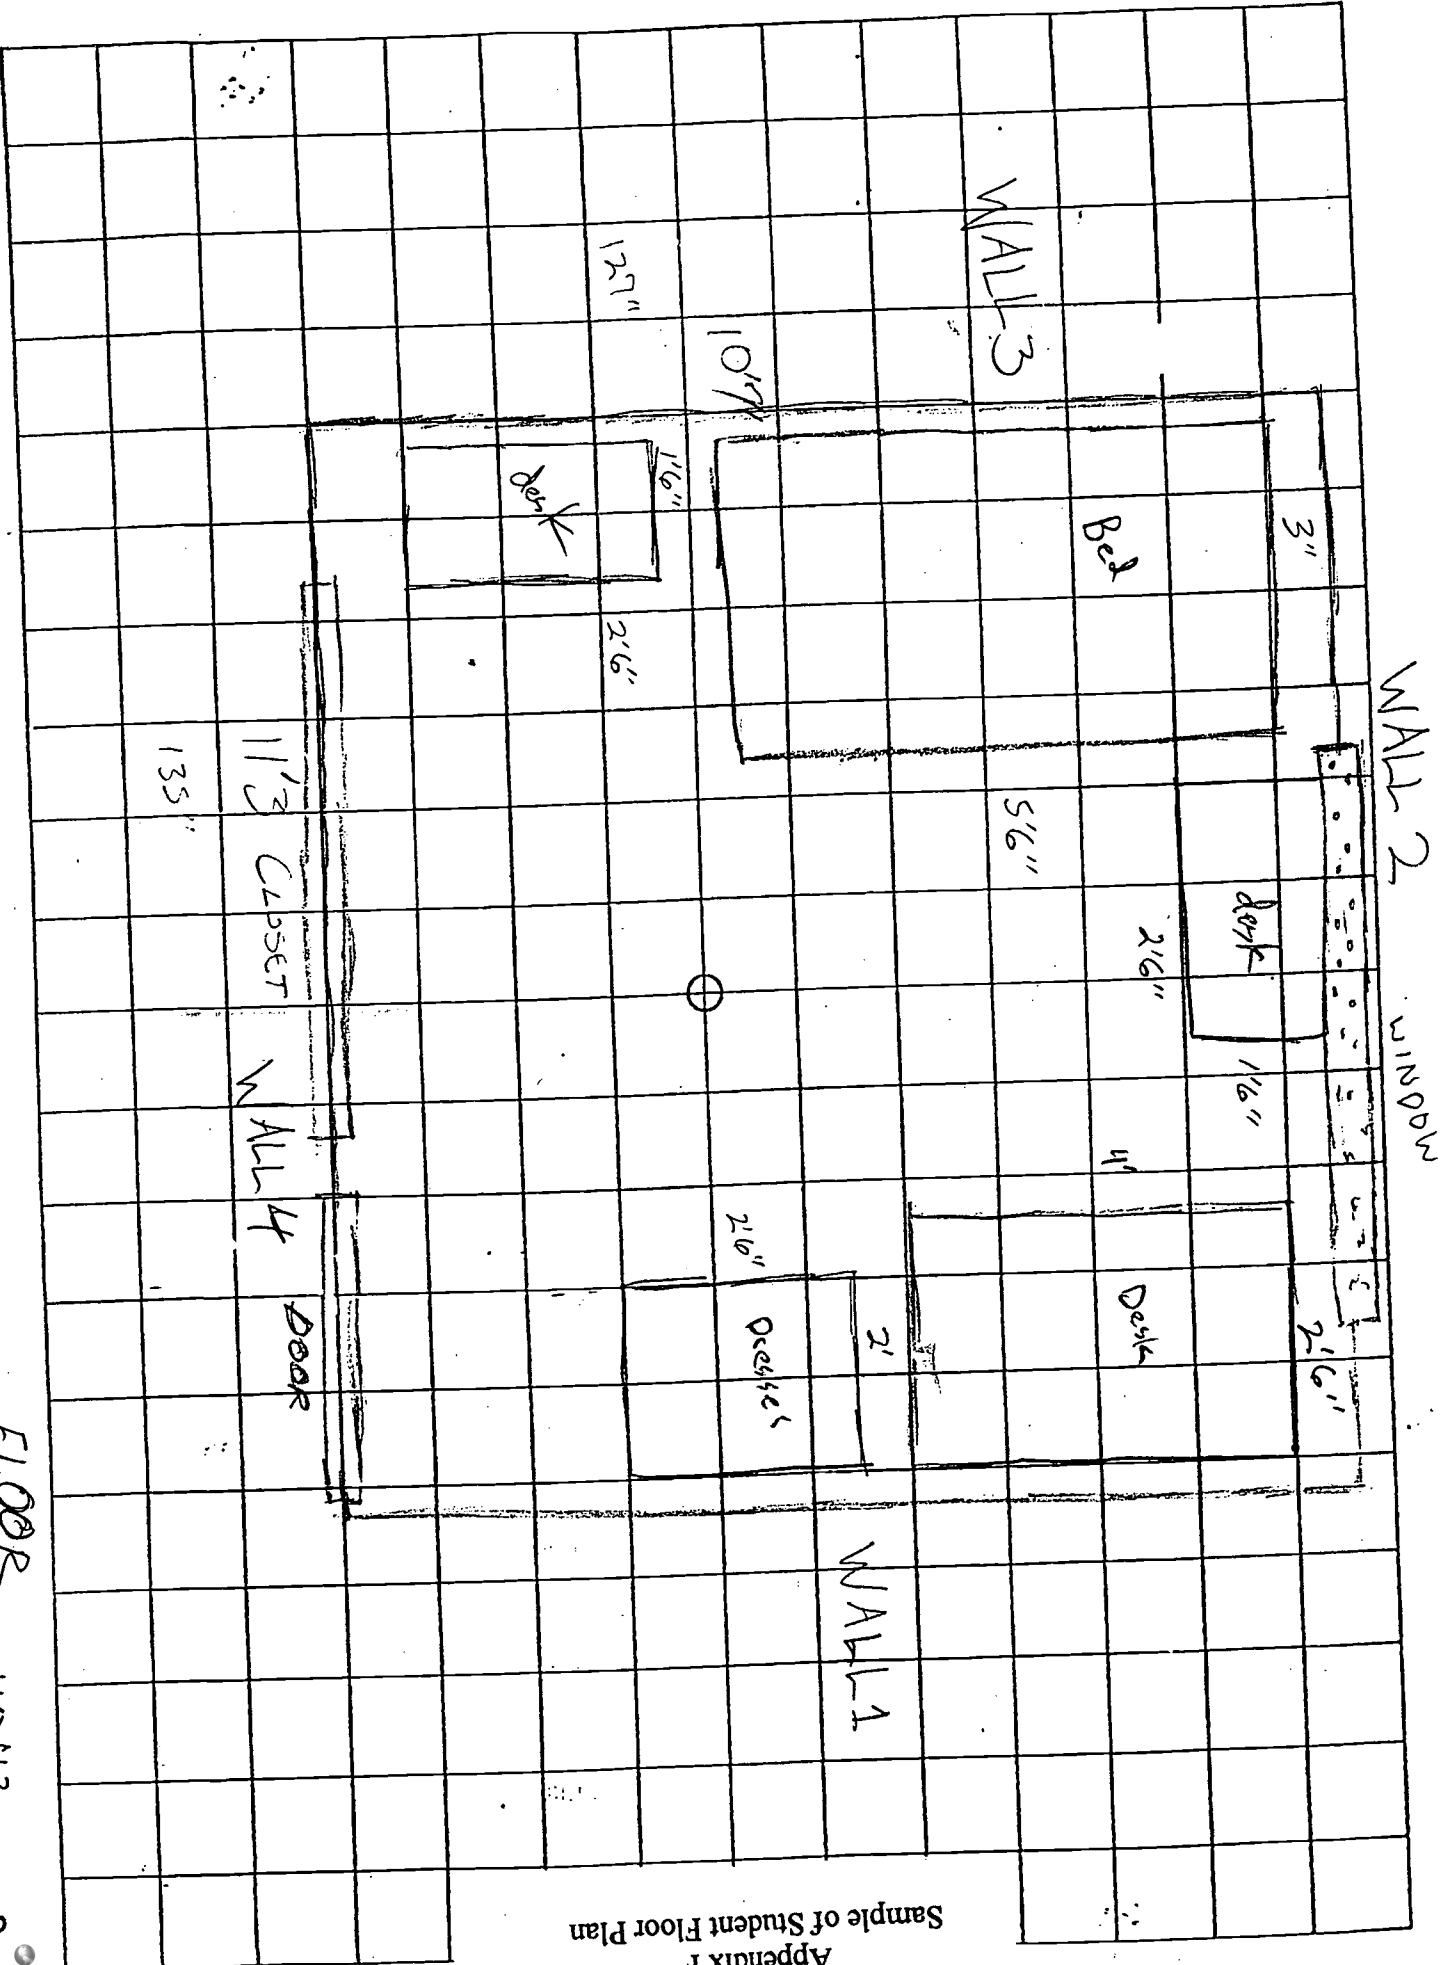 Sample of Student Floor Plan
WALL 2
WINDOW
WALL 3
3"
Bed
5'6"
desk
2'6"
1'6"
4'
Desk
2'6"
127"
10'7
desk
1'6"
2'6"
2'6"
Dresser
2'
WALL 1
11'3
135"
CLOSET
WALL 4
DOOR
FLOOR